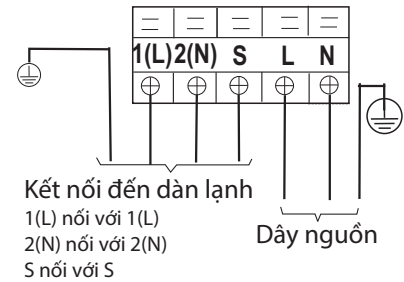 1(L) 2(N) S L N
Kết nối đến dàn lạnh
1(L) nối với 1(L)
2(N) nối với 2(N)
S nối với S
Dây nguồn